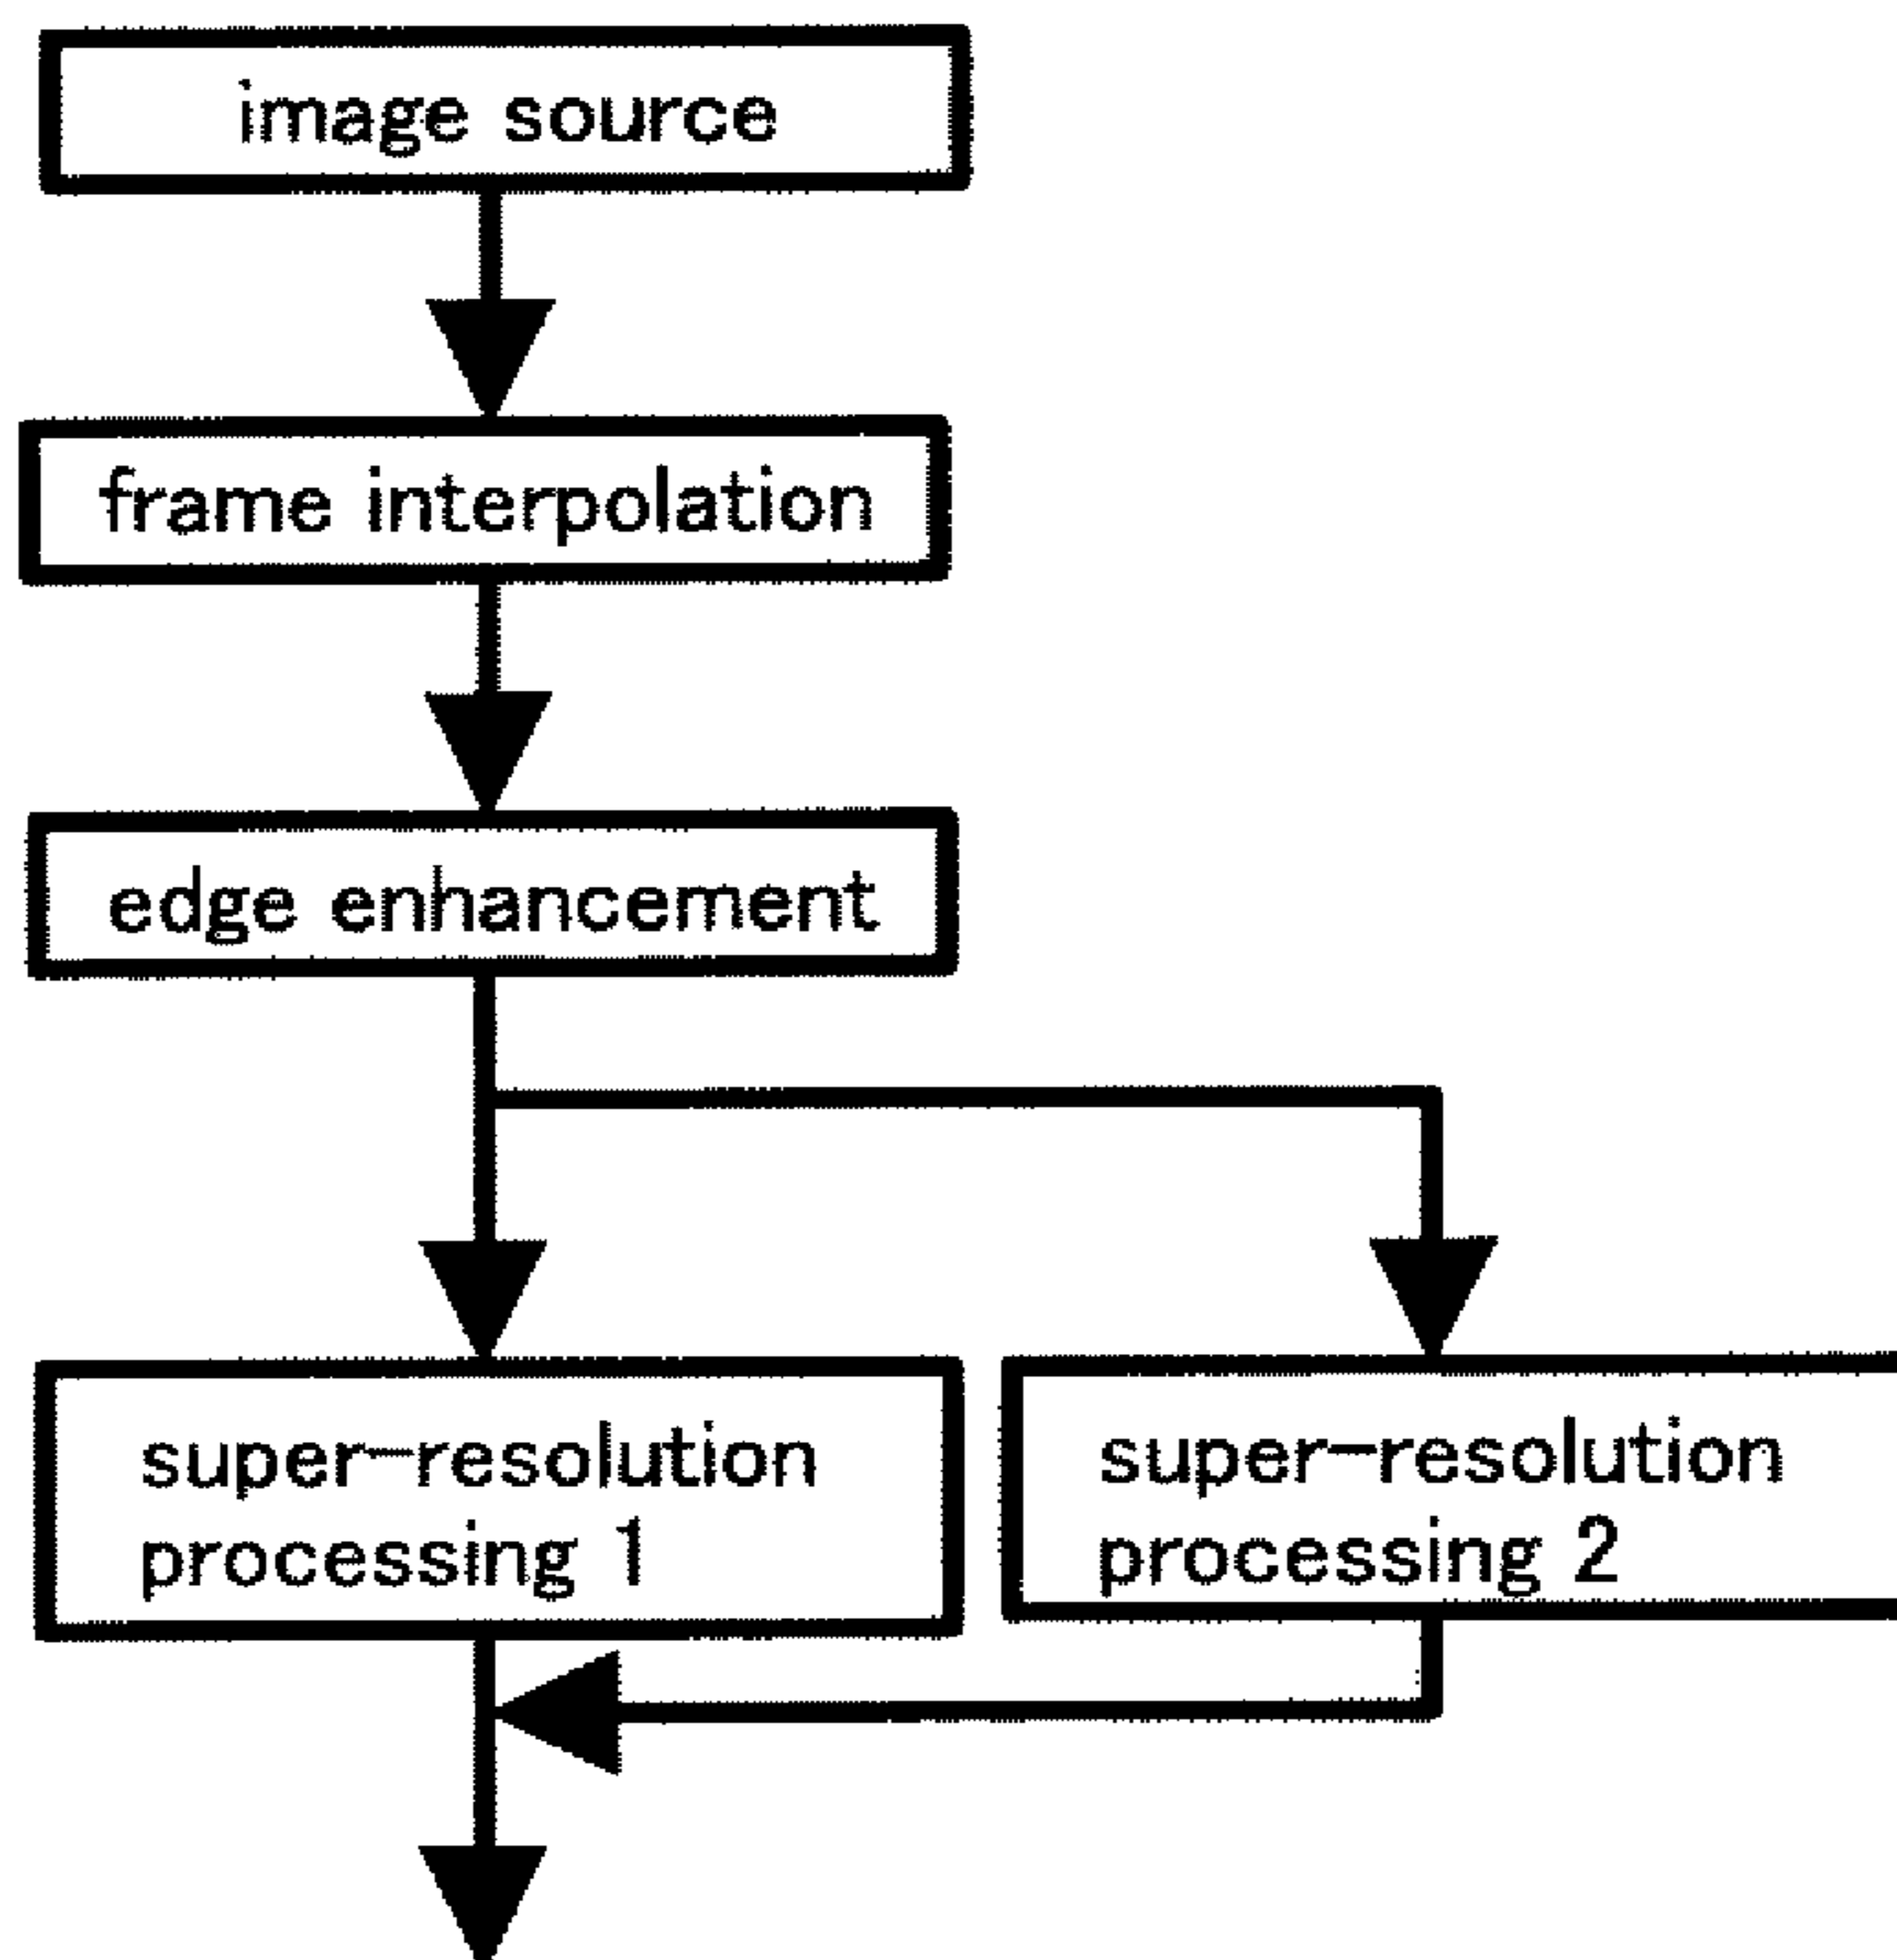 image source
frame interpolation
edge enhancement
super-resolution
processing 1
super-resolution
processing 2